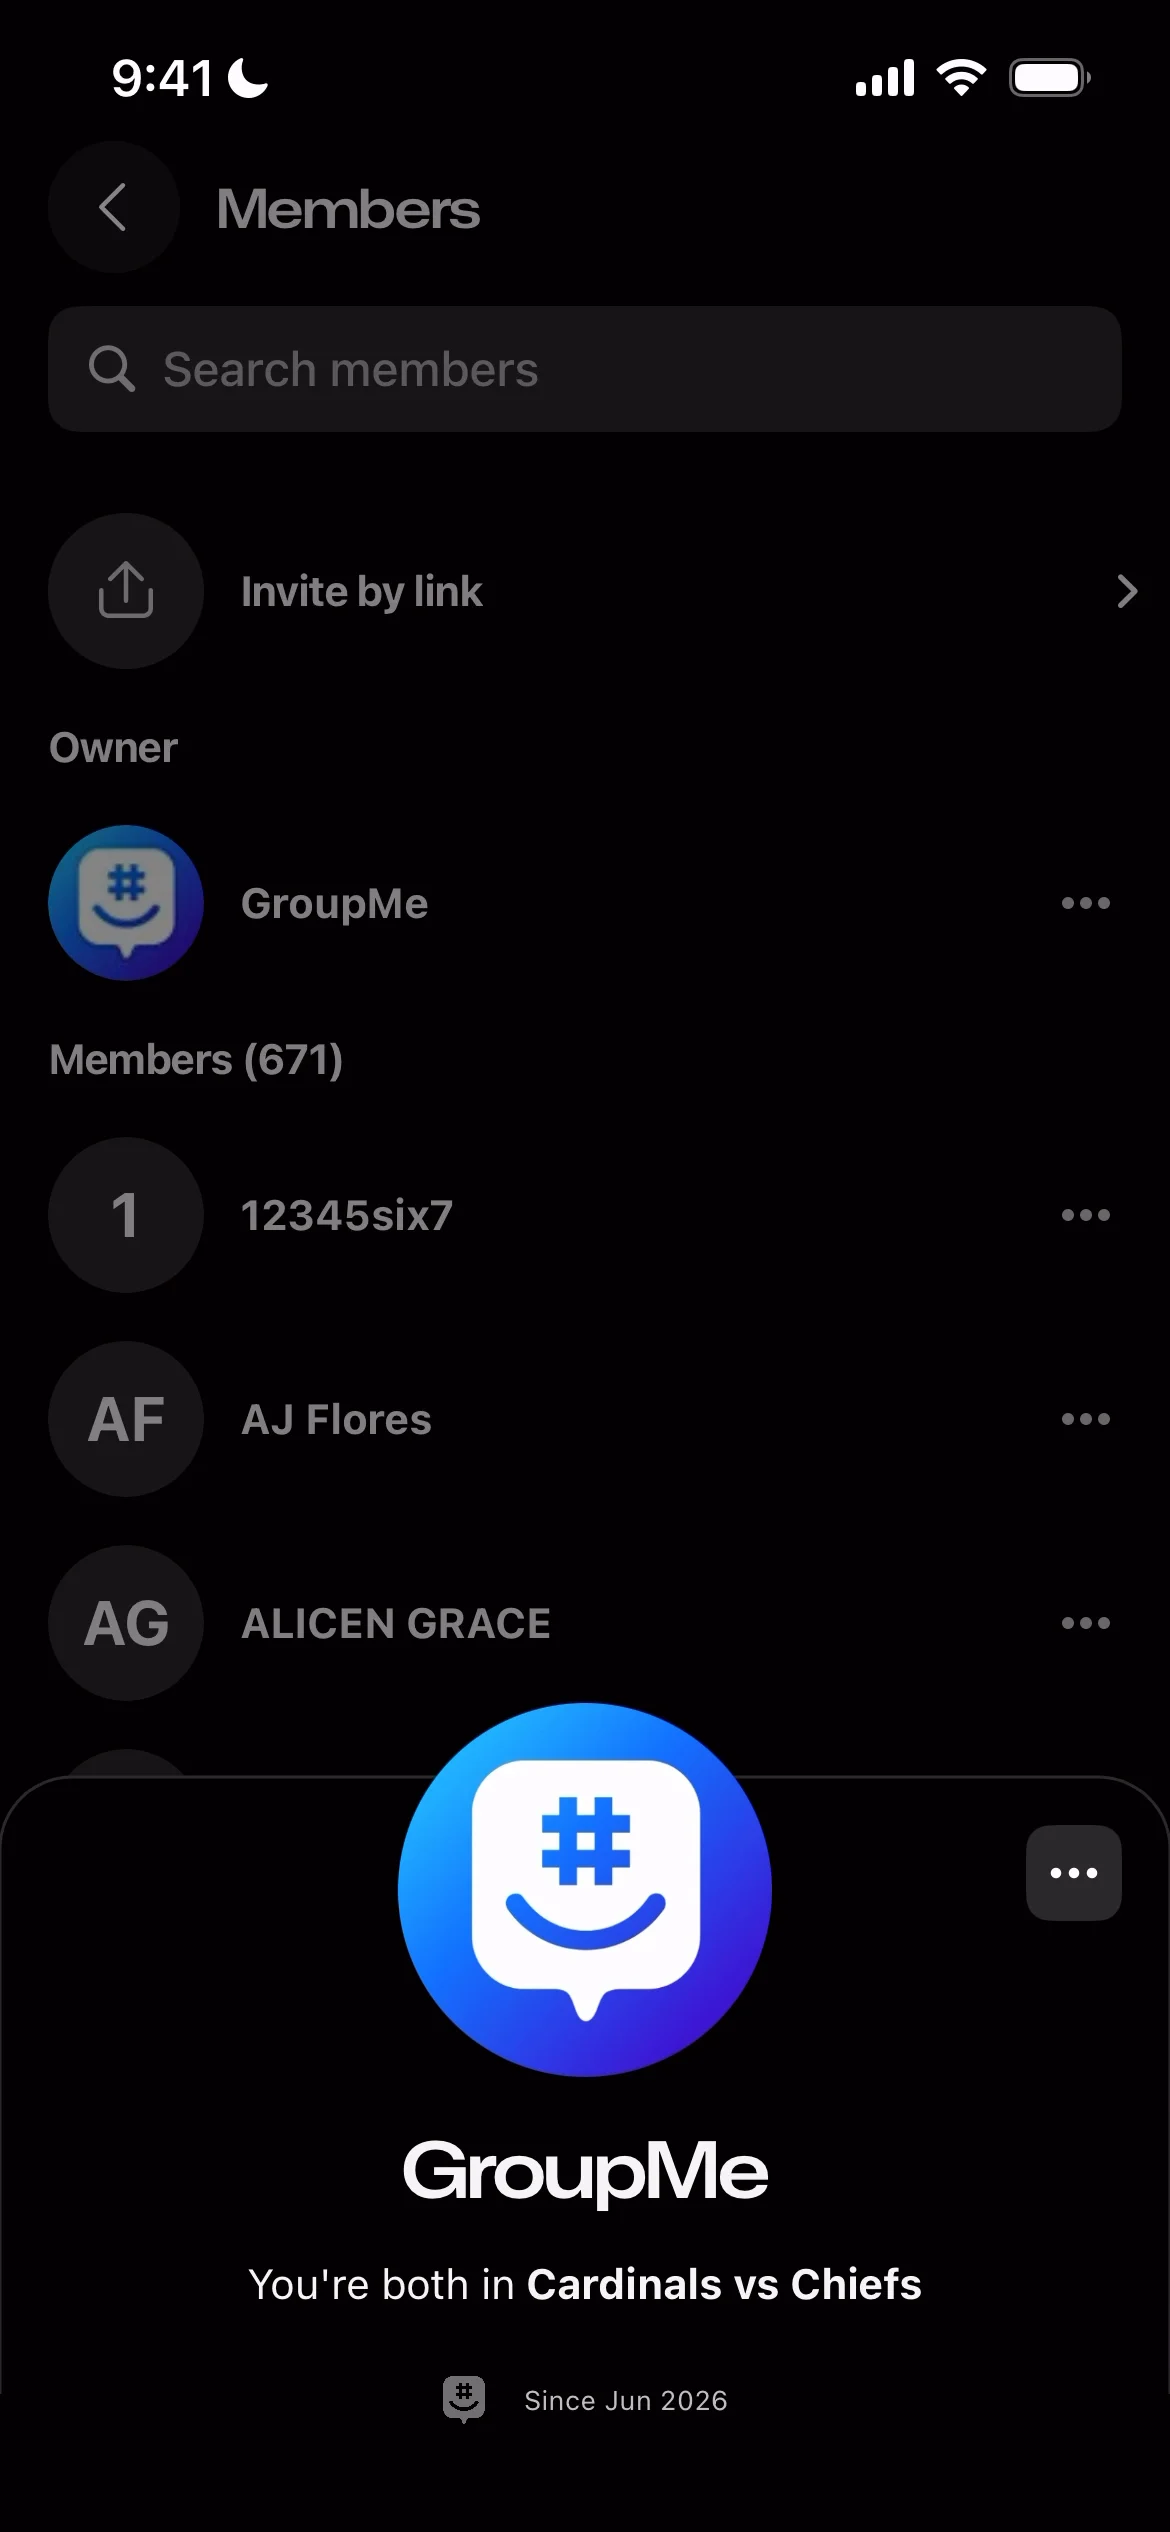 9:41
Members
Search members
Invite by link
Owner
GroupMe
Members (671)
1
12345six7
AF
AJ Flores
AG
ALICEN GRACE
#
GroupMe
You're both in Cardinals vs Chiefs
Since Jun 2026